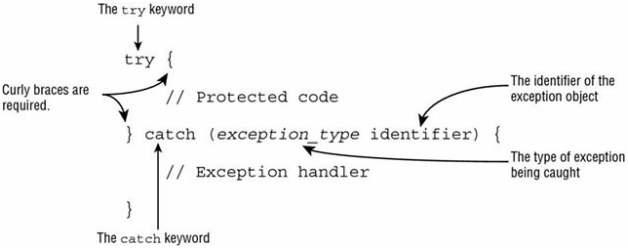 The try keyword
try {
Curly braces are
required.
// Protected code
The identifier of the
exception object
} catch (exception_type identifier) {
The type of exception
being caught
// Exception handler
}
The catch keyword